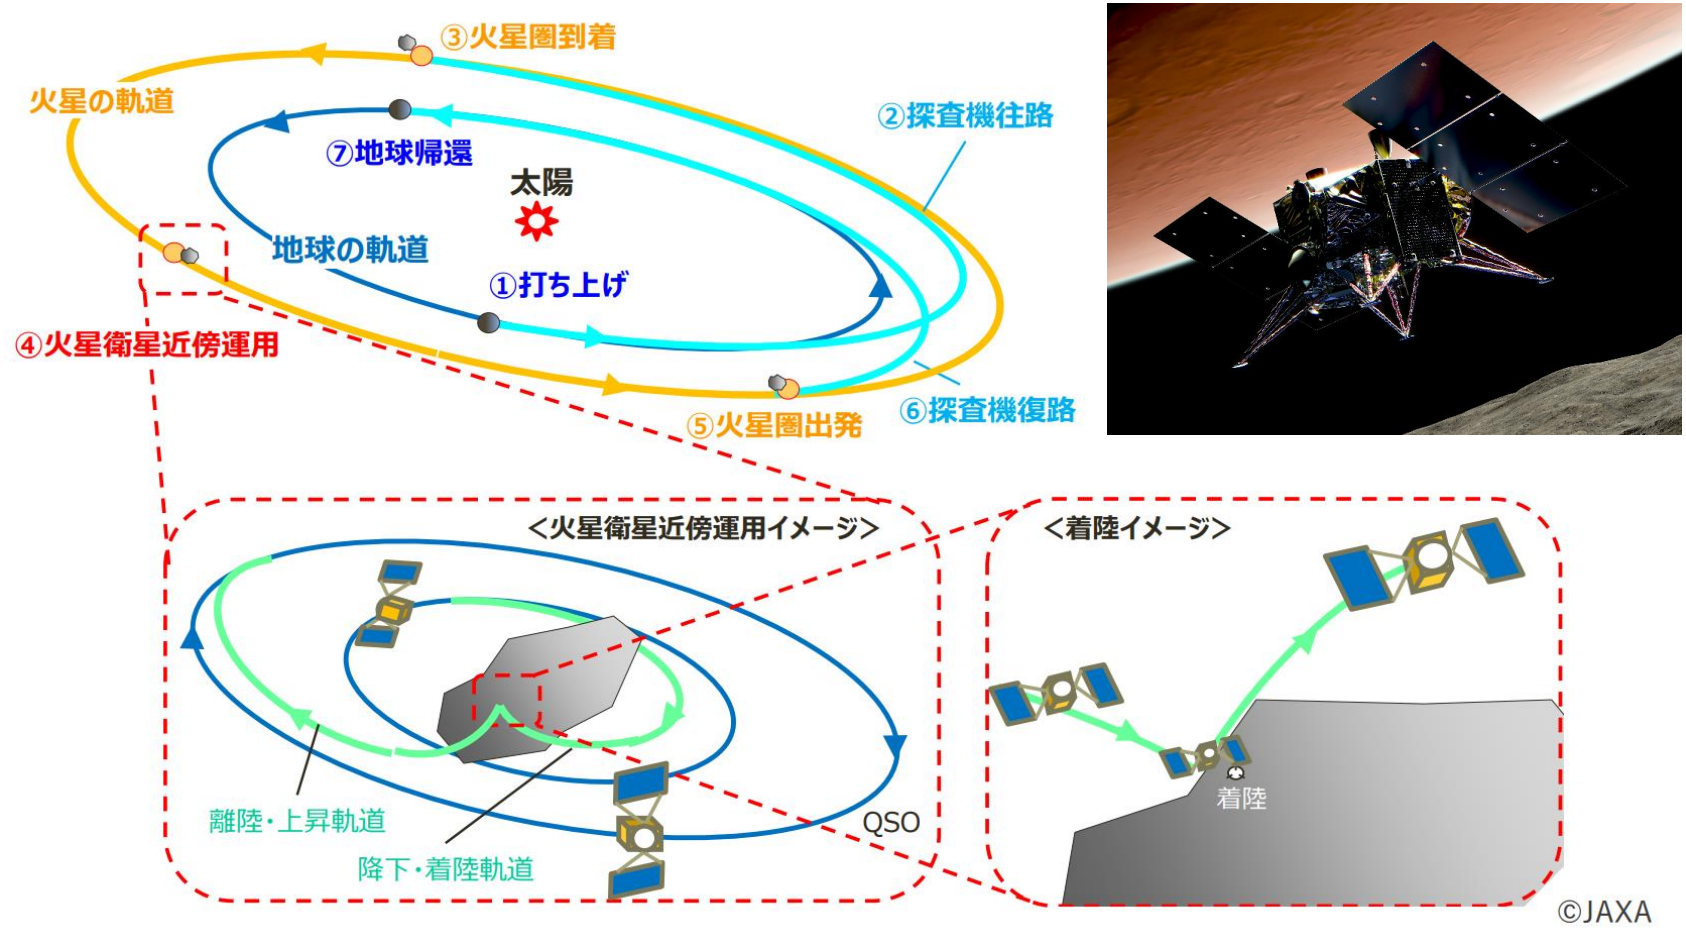 ③火星圏到着
火星の軌道
②探査機往路
⑦地球帰還
太陽
地球の軌道
①打ち上げ
④火星衛星近傍運用
⑥探査機復路
⑤火星圏出発
<火星衛星近傍運用イメージ>
<着陸イメージ>
着陸
離陸・上昇軌道
QSO
降下・着陸軌道
©JAXA